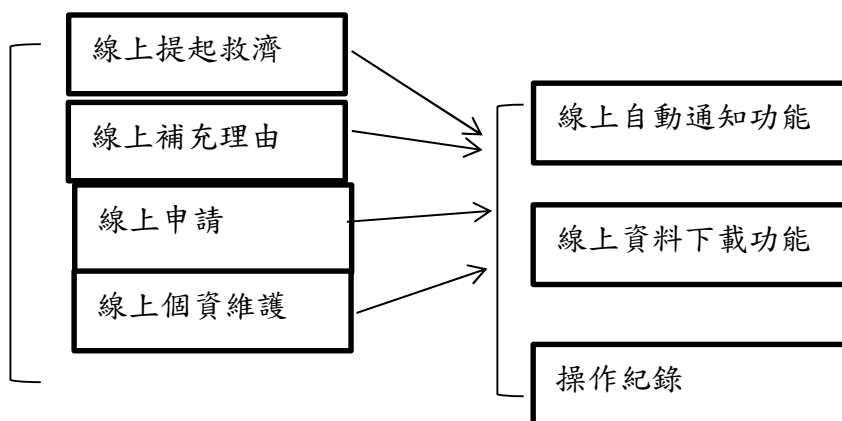 線上提起救濟
線上補充理由
線上申請
線上個資維護
線上自動通知功能
線上資料下載功能
操作紀錄